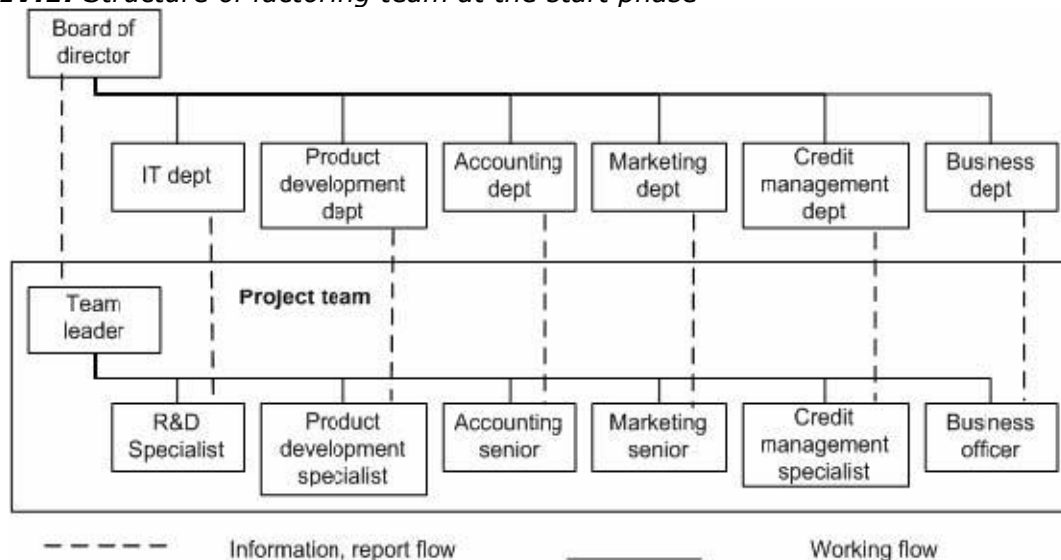 Structure of factoring team at the start phase
Board of
director
IT dept
Product
development
dept
Accounting
dept
Marketing
dept
Credit
management
dept
Business
dept
Project team
Team
leader
R&D
Specialist
Product
development
specialist
Accounting
senior
Marketing
senior
Credit
management
specialist
Business
officer
Information, report flow
Working flow